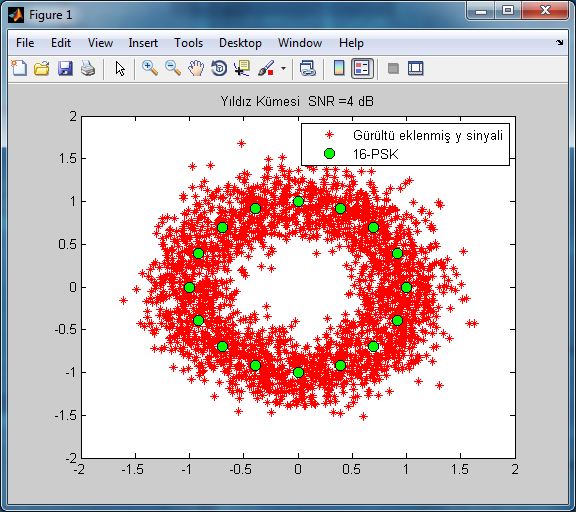 Figure 1
File Edit View Insert Tools Desktop Window Help
Yıldız Kümesi SNR =4 dB
Gürültü eklenmiş y sinyali
16-PSK
2
1.5
1
0.5
0
-0.5
-1
-1.5
-2
-2 -1.5 -1 -0.5 0 0.5 1 1.5 2